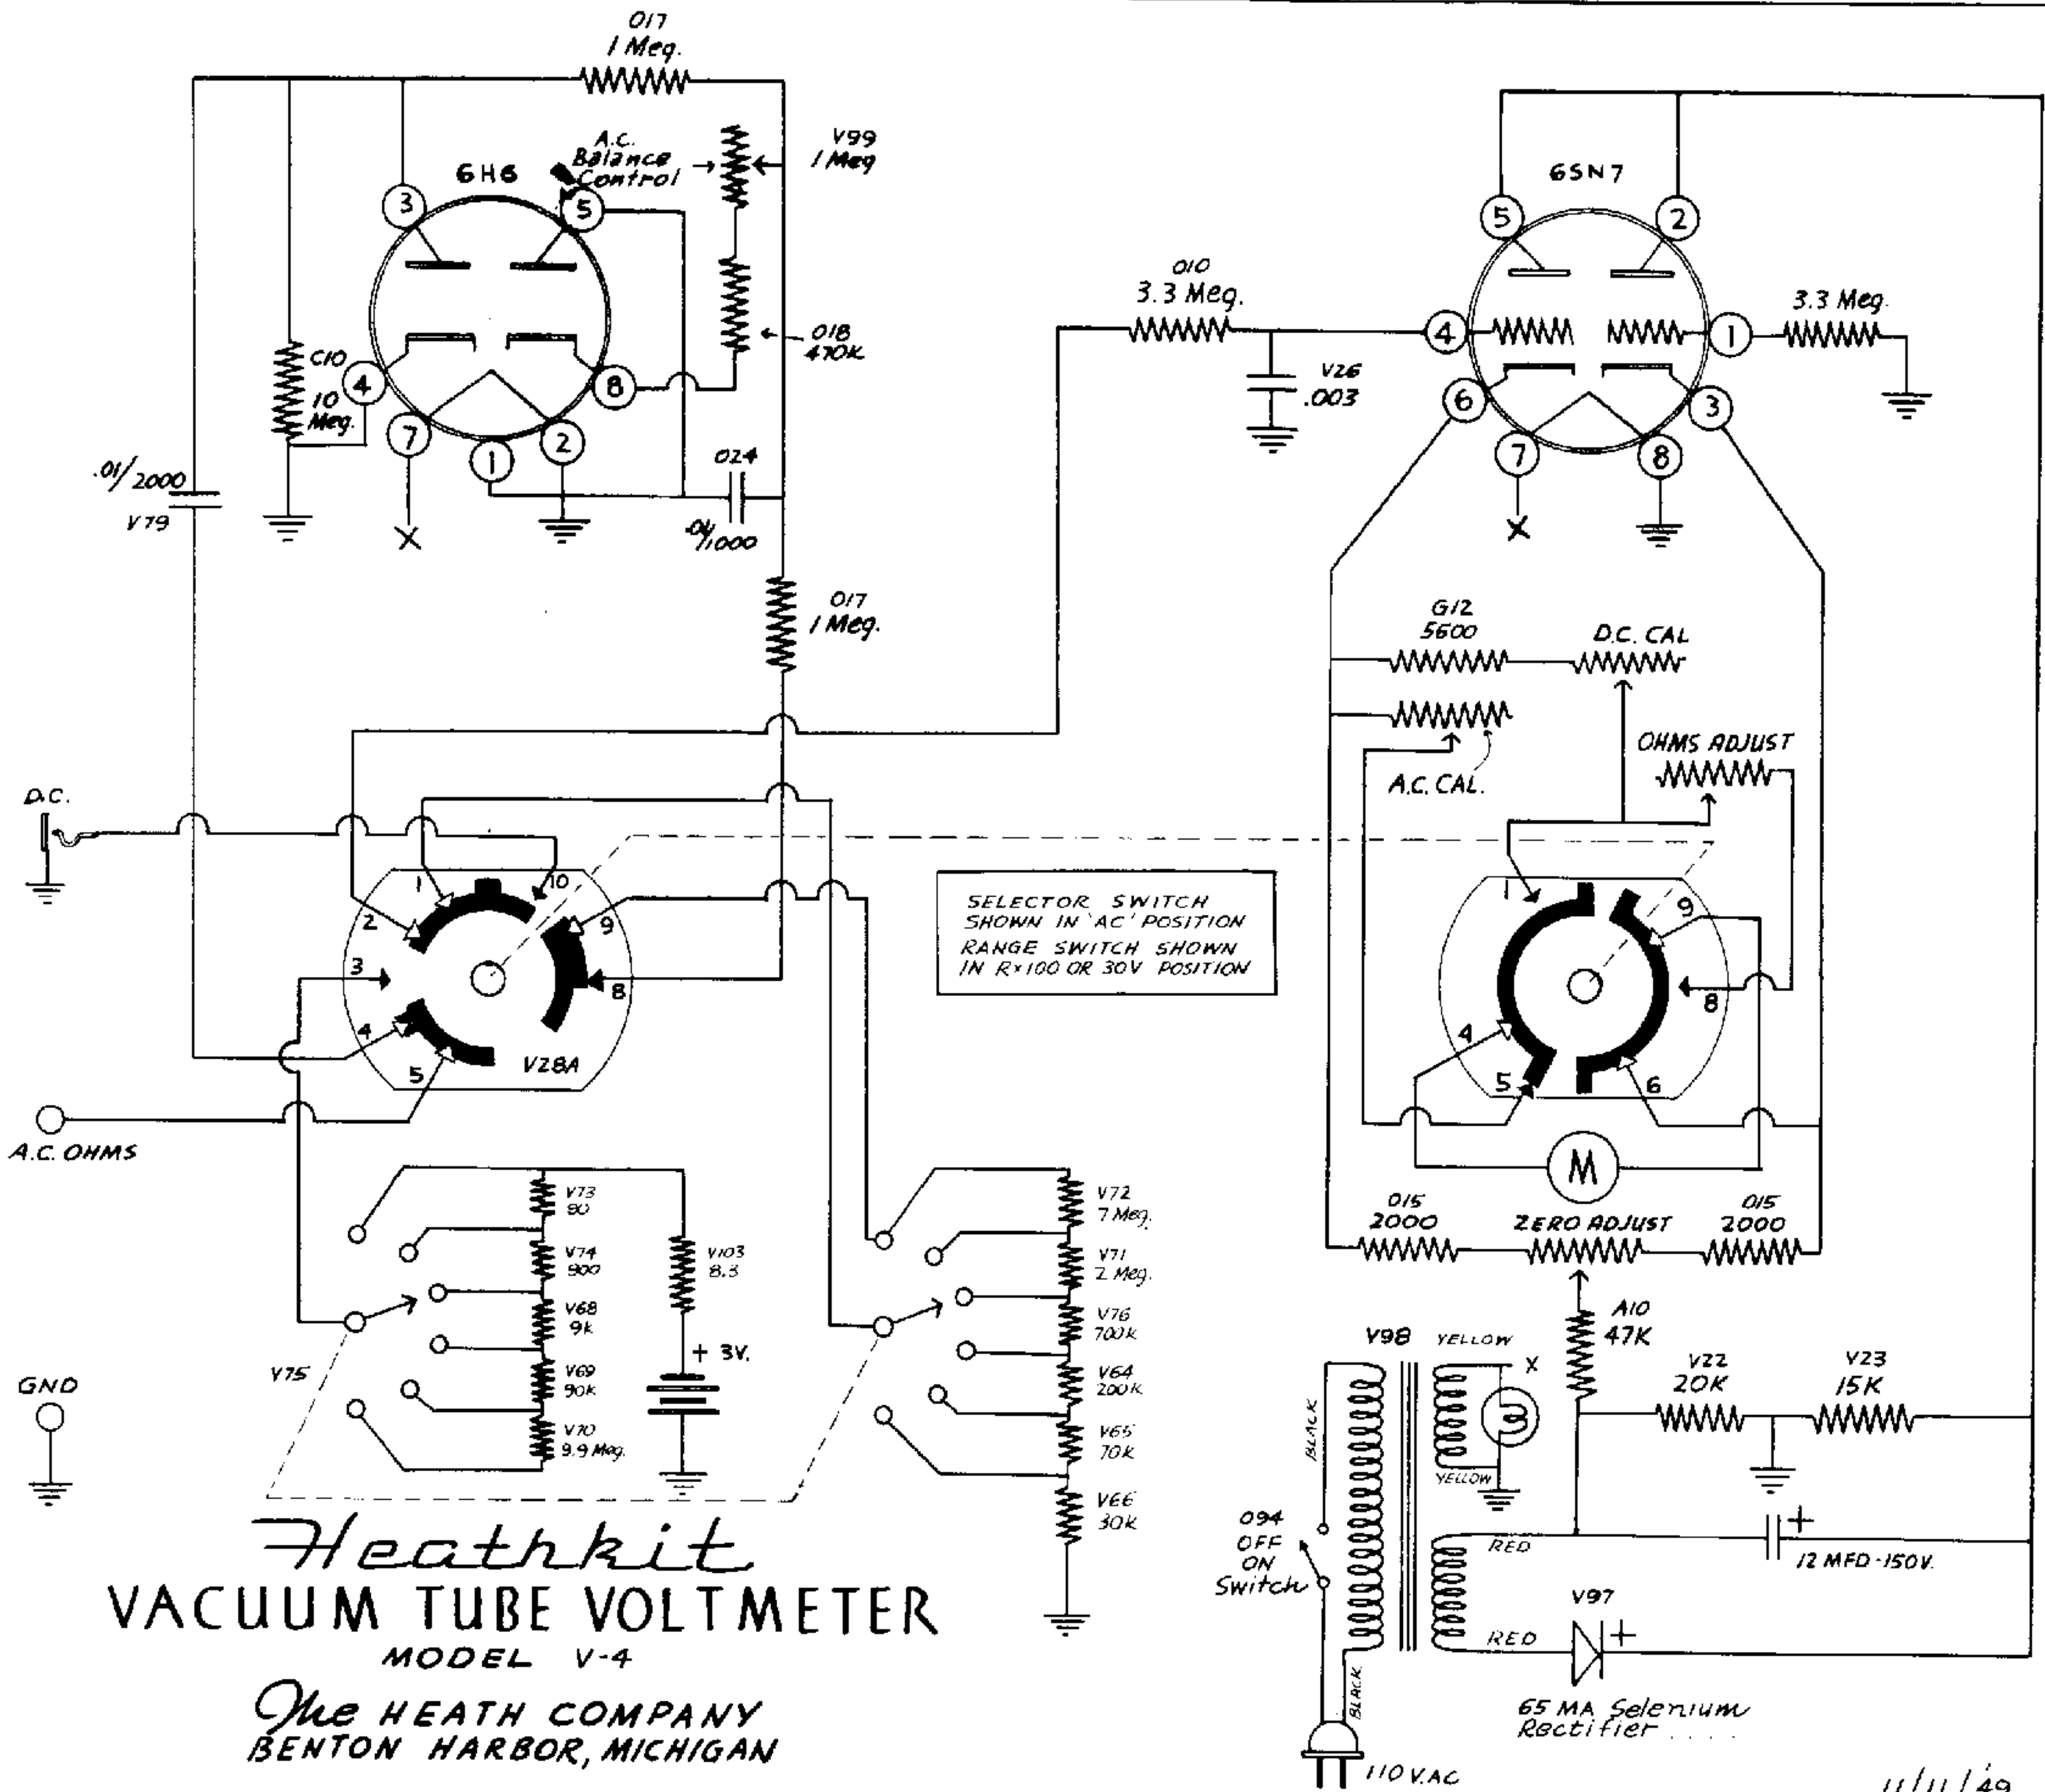 017
1 Meg.
A.C.
Balance
Control
V99
1 Meg
6H6
3
5
018
470K
C10
10
Meg.
4
8
7
1
2
X
.01/2000
V79
024
1000
017
1 Meg.
6SN7
5
2
010
3.3 Meg.
4
1
3.3 Meg.
V26
.003
6
3
7
8
X
G12
5600
D.C. CAL
A.C. CAL.
OHMS ADJUST
D.C.
1
10
2
9
3
8
4
5
V28A
SELECTOR SWITCH
SHOWN IN 'AC' POSITION
RANGE SWITCH SHOWN
IN R×100 OR 30V POSITION
1
9
8
4
5
6
M
A.C. OHMS
015
2000
ZERO ADJUST
015
2000
V73
90
V74
900
V68
9K
V69
90K
V70
9.9 Meg.
V103
8.3
+ 3V.
V75
V72
7 Meg.
V71
2 Meg.
V76
700K
V64
200K
V65
70K
V66
30K
GND
A10
47K
V22
20K
V23
15K
V98
YELLOW
X
YELLOW
BLACK
BLACK
094
OFF
ON
Switch
RED
+
12 MFD-150V.
V97
RED
+
65 MA Selenium
Rectifier
110 V.AC
Heathkit
VACUUM TUBE VOLTMETER
MODEL V-4
The HEATH COMPANY
BENTON HARBOR, MICHIGAN
11/11/49